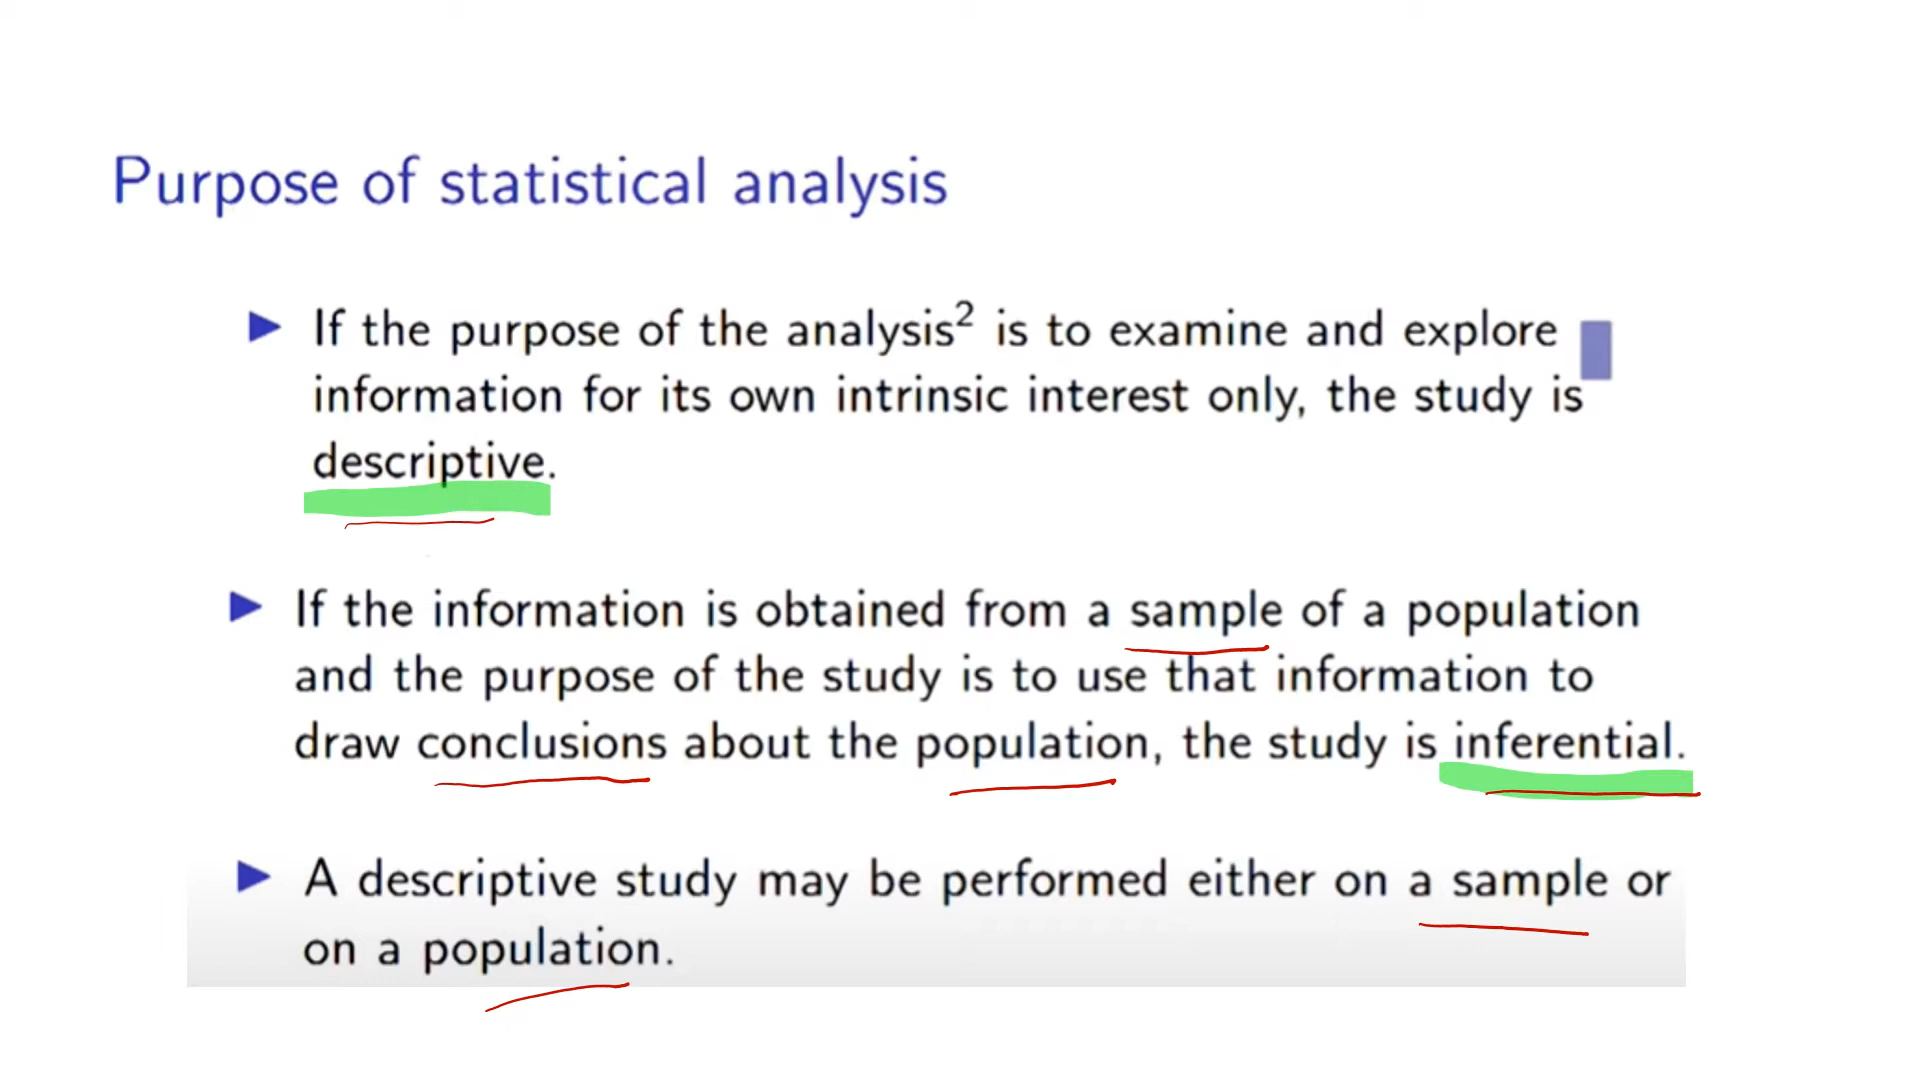 Purpose of statistical analysis
▶ If the purpose of the analysis² is to examine and explore
information for its own intrinsic interest only, the study is
descriptive.
▶ If the information is obtained from a sample of a population
and the purpose of the study is to use that information to
draw conclusions about the population, the study is inferential.
▶ A descriptive study may be performed either on a sample or
on a population.